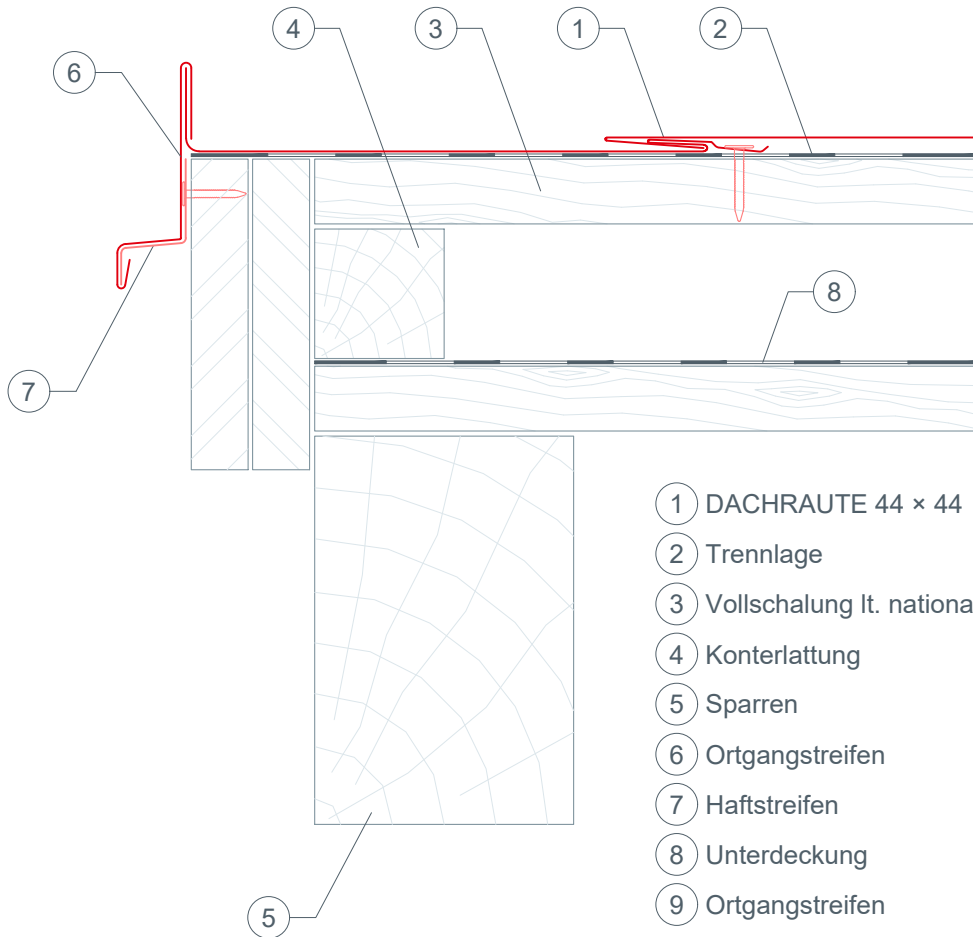 4 3 1 2
6
8
7
1 DACHRAUTE 44 × 44
2 Trennlage
3 Vollschalung lt. nationa
4 Konterlattung
5 Sparren
6 Ortgangstreifen
7 Haftstreifen
8 Unterdeckung
9 Ortgangstreifen
5